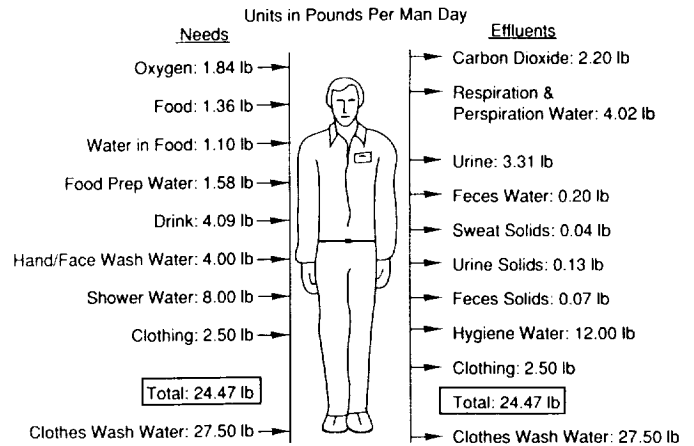 Units in Pounds Per Man Day
Needs
Oxygen: 1.84 lb
Food: 1.36 lb
Water in Food: 1.10 lb
Food Prep Water: 1.58 lb
Drink: 4.09 lb
Hand/Face Wash Water: 4.00 lb
Shower Water: 8.00 lb
Clothing: 2.50 lb
Total: 24.47 lb
Clothes Wash Water: 27.50 lb
Effluents
Carbon Dioxide: 2.20 lb
Respiration &
Perspiration Water: 4.02 lb
Urine: 3.31 lb
Feces Water: 0.20 lb
Sweat Solids: 0.04 lb
Urine Solids: 0.13 lb
Feces Solids: 0.07 lb
Hygiene Water: 12.00 lb
Clothing: 2.50 lb
Total: 24.47 lb
Clothes Wash Water: 27.50 lb